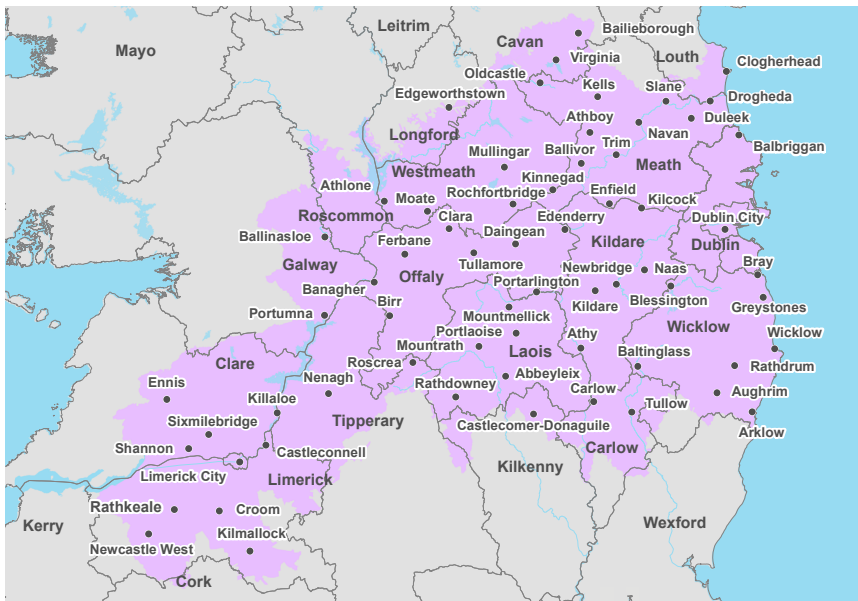 Leitrim
Bailieborough
Cavan
Mayo
Virginia
Louth
Clogherhead
Oldcastle
Kells
Slane
Edgeworthstown
Drogheda
Athboy
Duleek
Longford
Navan
Trim
Balbriggan
Mullingar
Ballivor
Meath
Westmeath
Kinnegad
Athlone
Rochfortbridge
Enfield
Moate
Kilcock
Roscommon
Clara
Edenderry
Dublin City
Ballinasloe
Daingean
Kildare
Dublin
Ferbane
Galway
Tullamore
Newbridge
Naas
Bray
Offaly
Portarlington
Banagher
Birr
Kildare
Blessington
Greystones
Portumna
Mountmellick
Wicklow
Portlaoise
Athy
Wicklow
Mountrath
Laois
Baltinglass
Clare
Roscrea
Rathdrum
Ennis
Nenagh
Rathdowney
Abbeyleix
Carlow
Aughrim
Killaloe
Tullow
Sixmilebridge
Tipperary
Castlecomer-Donaguile
Arklow
Shannon
Castleconnell
Carlow
Limerick City
Limerick
Kilkenny
Rathkeale
Croom
Kerry
Wexford
Kilmallock
Newcastle West
Cork